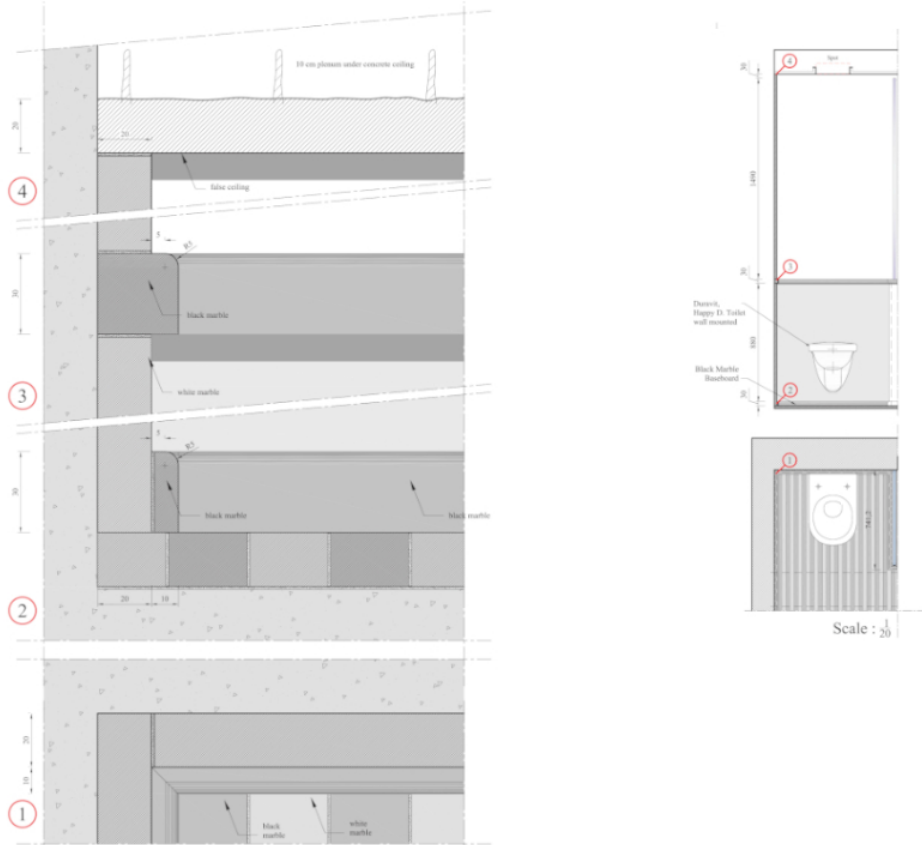 10 cm plenum under concrete ceiling
20
20
4
false ceiling
5
R5
30
black marble
3
white marble
5
R5
30
black marble
black marble
20
10
2
20
10
1
black
marble
white
marble
4
Spot
30
1490
3
30
Duravit,
Happy D. Toilet
wall mounted
880
Black Marble
Baseboard
2
30
1
Scale : 1/20